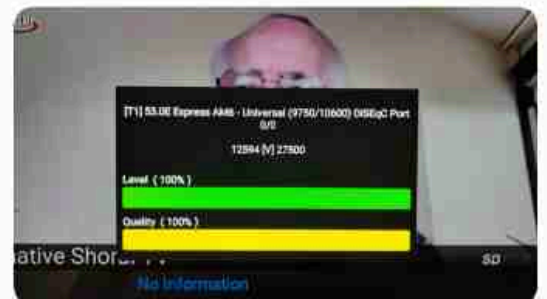 [T1] 53.0E Express AM6 - Universal (9750/10600) DiSEqC Port
0/0
12594 [V] 27500
Level ( 100% )
Quality ( 100% )
ative
SD
No Information